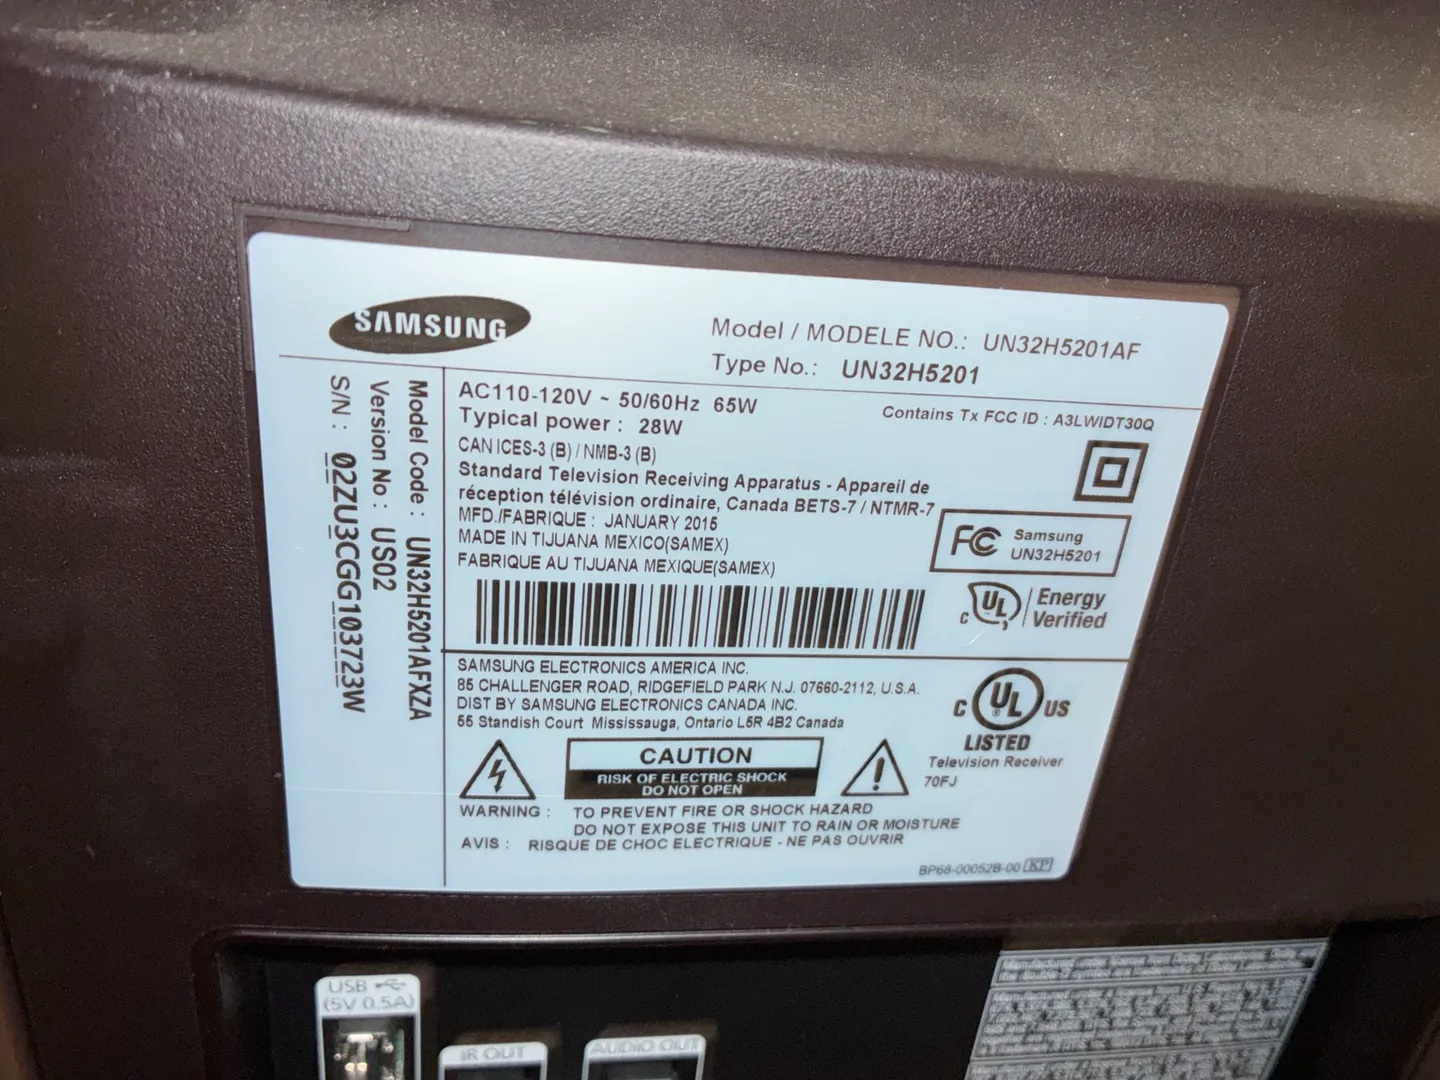 SAMSUNG
Model / MODELE NO.: UN32H5201AF
Type No.: UN32H5201
Model Code : UN32H5201AFXZA
Version No : US02
S/N : 02ZU3CGG103723W
AC110-120V ~ 50/60Hz 65W
Typical power : 28W
Contains Tx FCC ID : A3LWIDT30Q
CAN ICES-3 (B) / NMB-3 (B)
Standard Television Receiving Apparatus - Appareil de
réception télévision ordinaire, Canada BETS-7 / NTMR-7
MFD./FABRIQUE : JANUARY 2015
MADE IN TIJUANA MEXICO(SAMEX)
FABRIQUE AU TIJUANA MEXIQUE(SAMEX)
FC Samsung
UN32H5201
C UL Energy
Verified
SAMSUNG ELECTRONICS AMERICA INC.
85 CHALLENGER ROAD, RIDGEFIELD PARK N.J. 07660-2112, U.S.A.
DIST BY SAMSUNG ELECTRONICS CANADA INC.
55 Standish Court Mississauga, Ontario L5R 4B2 Canada
C UL ® US
LISTED
Television Receiver
70FJ
CAUTION
RISK OF ELECTRIC SHOCK
DO NOT OPEN
WARNING : TO PREVENT FIRE OR SHOCK HAZARD
DO NOT EXPOSE THIS UNIT TO RAIN OR MOISTURE
AVIS : RISQUE DE CHOC ELECTRIQUE - NE PAS OUVRIR
BP68-00052B-00 KP
USB
(5V 0.5A)
IR OUT
AUDIO OUT